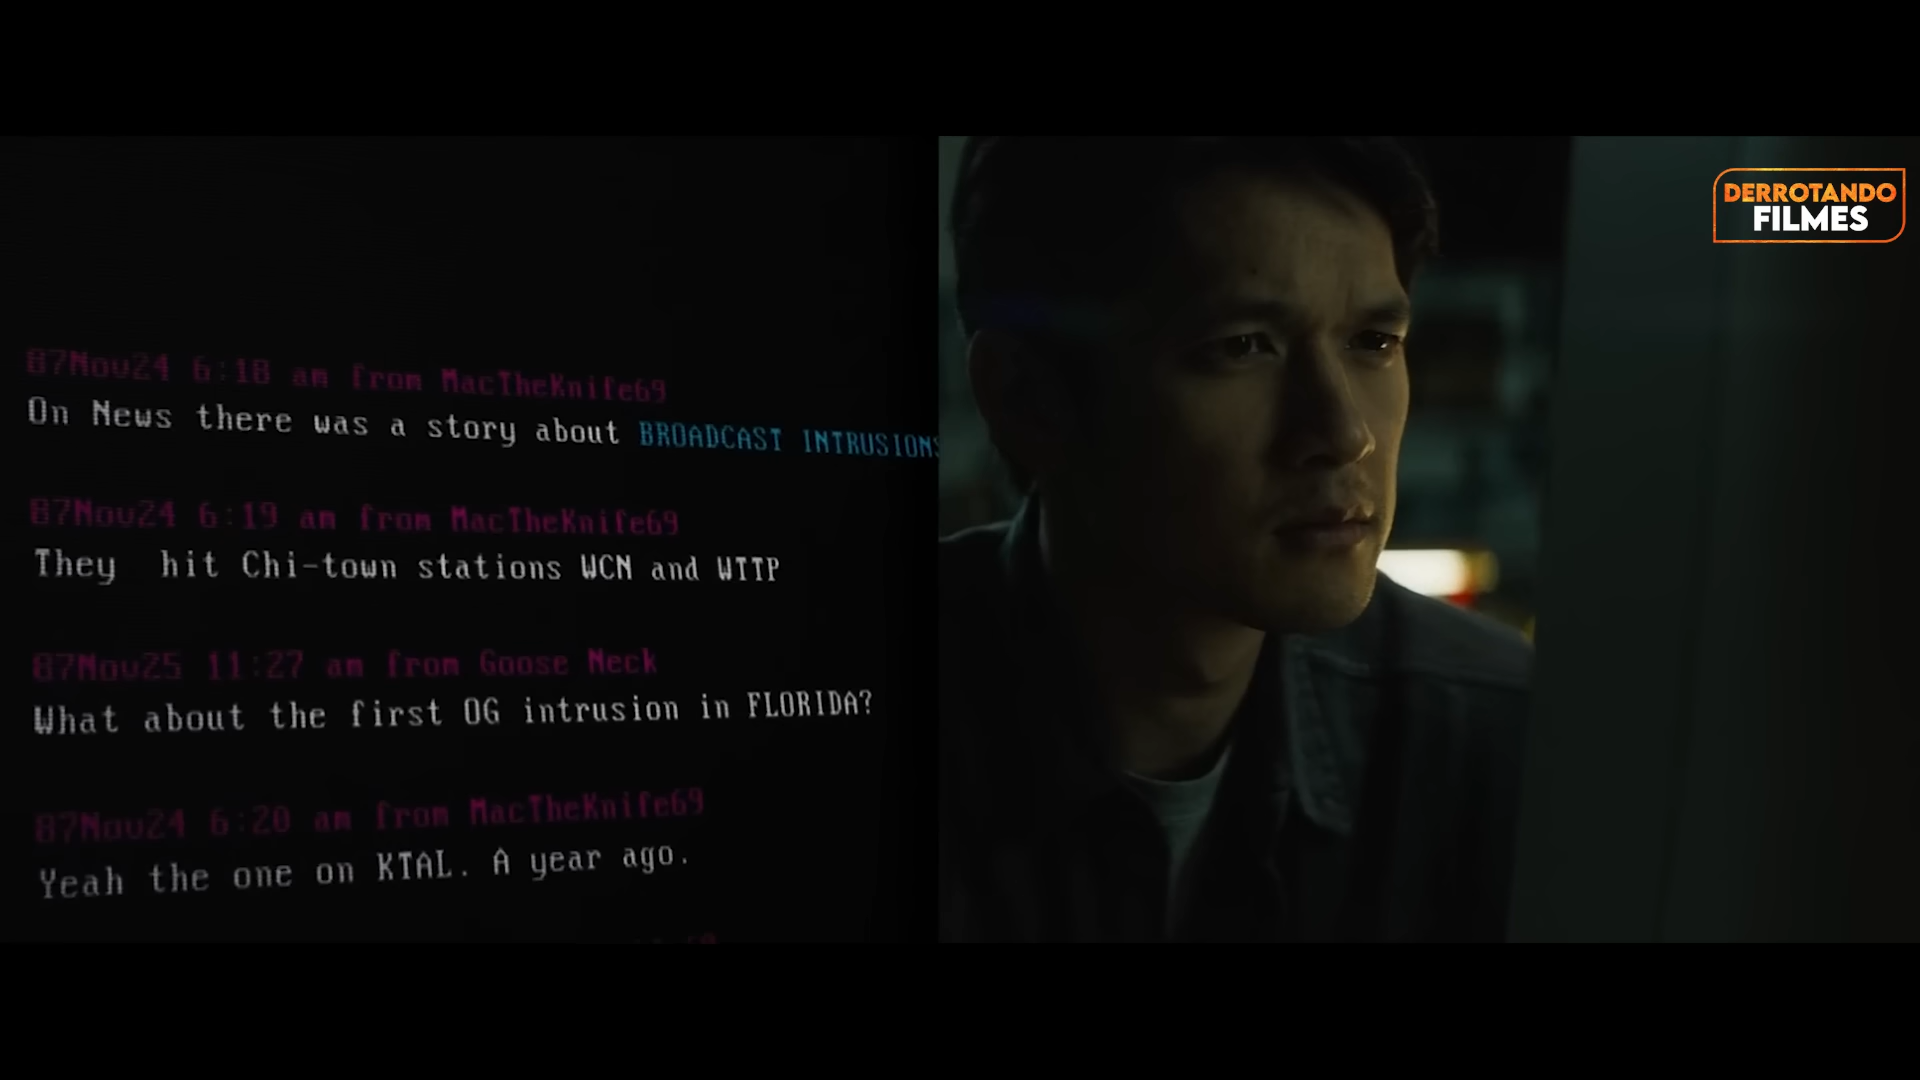 87Nov24 6:18 am from MacTheKnife69
On News there was a story about BROADCAST INTRUSIONS
87Nov24 6:19 am from MacTheKnife69
They hit Chi-town stations WCN and WTTP
87Nov25 11:27 am from Goose Neck
What about the first OG intrusion in FLORIDA?
87Nov24 6:20 am from MacTheKnife69
Yeah the one on KTAL. A year ago.
DERROTANDO
FILMES